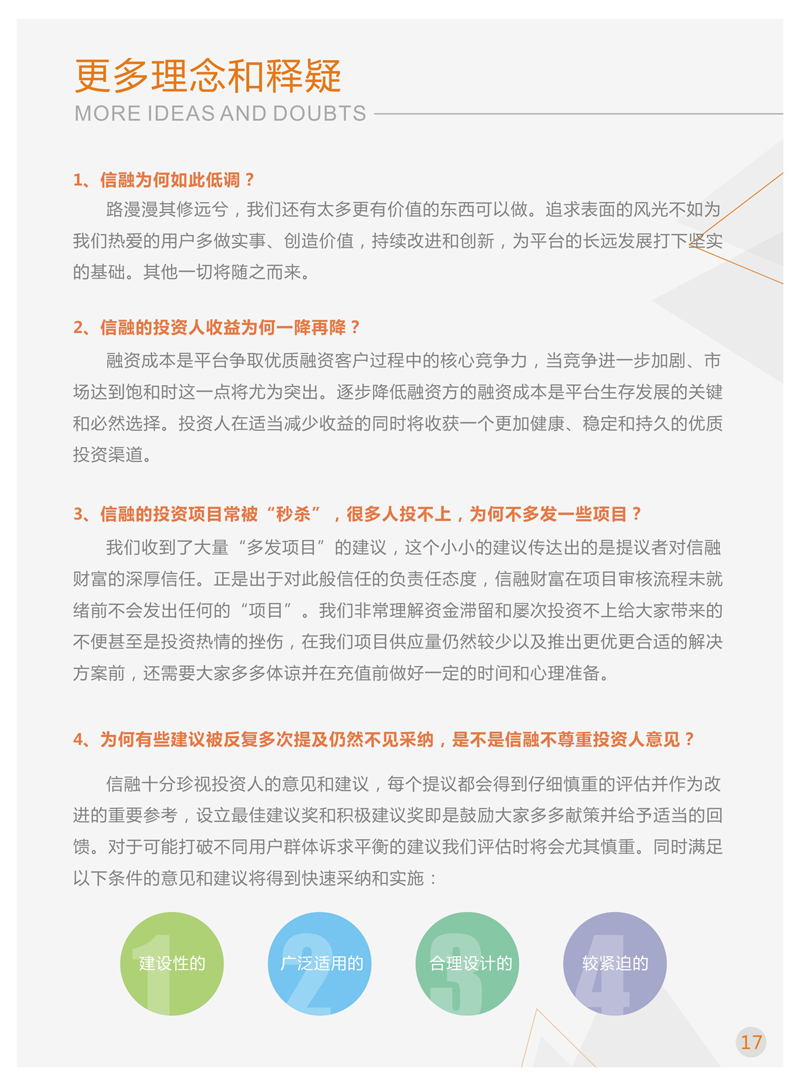 更多理念和释疑
MORE IDEAS AND DOUBTS
1、信融为何如此低调？
路漫漫其修远兮，我们还有太多更有价值的东西可以做。追求表面的风光不如为
我们热爱的用户多做实事、创造价值，持续改进和创新，为平台的长远发展打下坚实
的基础。其他一切将随之而来。
2、信融的投资人收益为何一降再降？
融资成本是平台争取优质融资客户过程中的核心竞争力，当竞争进一步加剧、市
场达到饱和时这一点将尤为突出。逐步降低融资方的融资成本是平台生存发展的关键
和必然选择。投资人在适当减少收益的同时将收获一个更加健康、稳定和持久的优质
投资渠道。
3、信融的投资项目常被“秒杀”，很多人投不上，为何不多发一些项目？
我们收到了大量“多发项目”的建议，这个小小的建议传达出的是提议者对信融
财富的深厚信任。正是出于对此般信任的负责任态度，信融财富在项目审核流程未就
绪前不会发出任何的“项目”。我们非常理解资金滞留和屡次投资不上给大家带来的
不便甚至是投资热情的挫伤，在我们项目供应量仍然较少以及推出更优更合适的解决
方案前，还需要大家多多体谅并在充值前做好一定的时间和心理准备。
4、为何有些建议被反复多次提及仍然不见采纳，是不是信融不尊重投资人意见？
信融十分珍视投资人的意见和建议，每个提议都会得到仔细慎重的评估并作为改
进的重要参考，设立最佳建议奖和积极建议奖即是鼓励大家多多献策并给予适当的回
馈。对于可能打破不同用户群体诉求平衡的建议我们评估时将会尤其慎重。同时满足
以下条件的意见和建议将得到快速采纳和实施：
1 建设性的
2 广泛适用的
3 合理设计的
4 较紧迫的
17